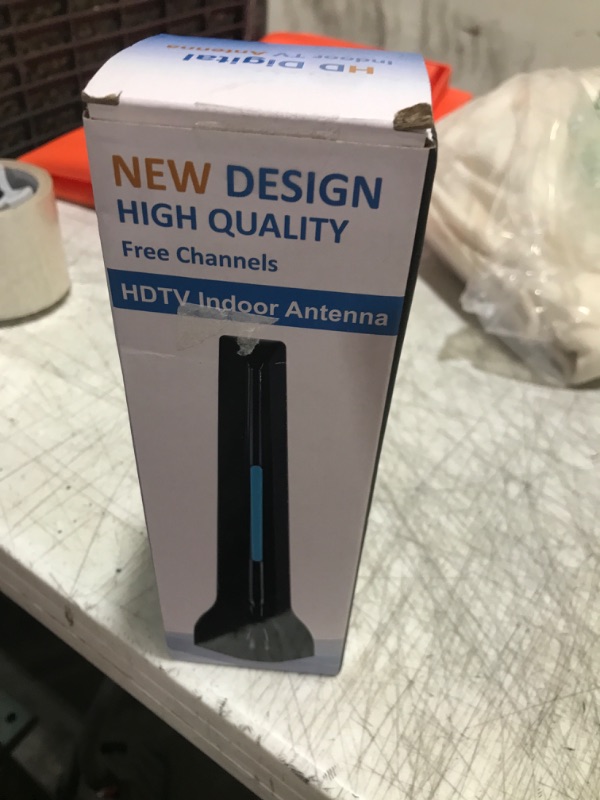 HD Digital
Indoor TV Antenna
NEW DESIGN
HIGH QUALITY
Free Channels
HDTV Indoor Antenna